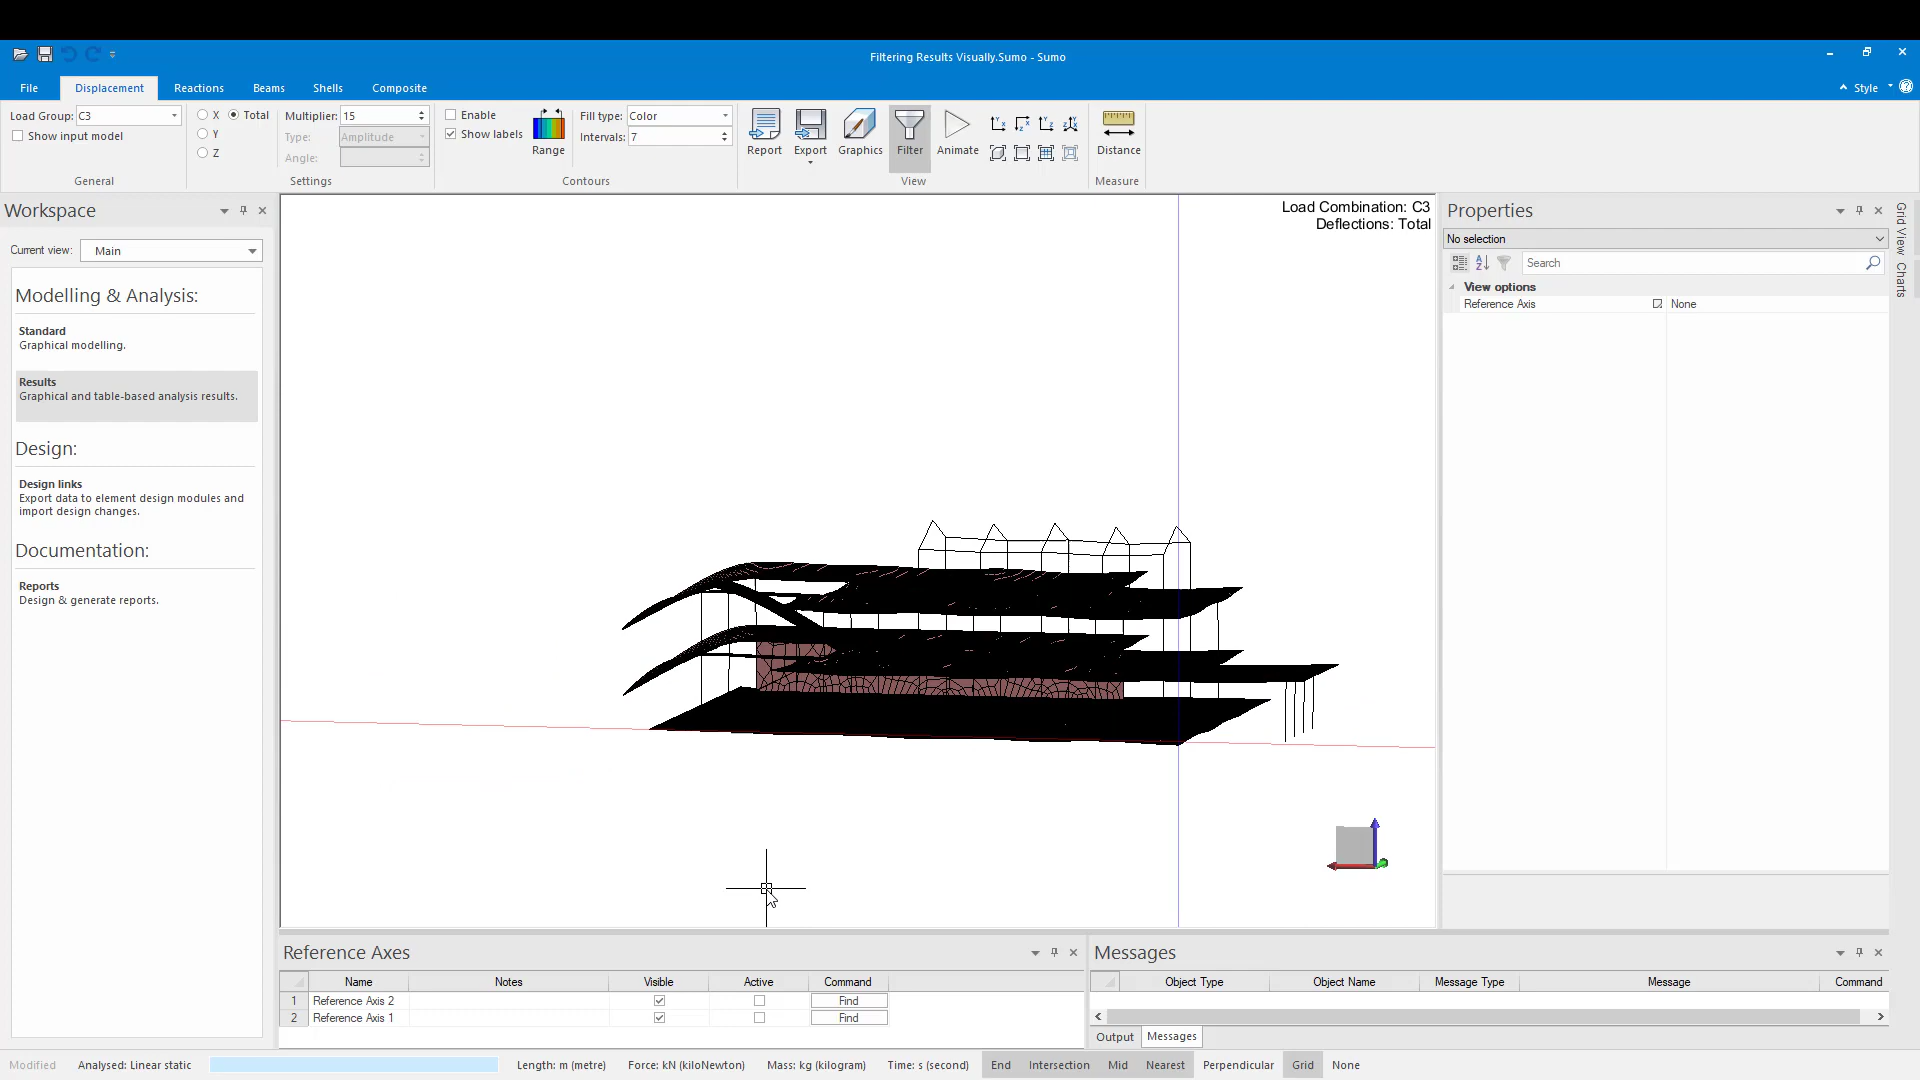 Filtering Results Visually.Sumo - Sumo
File
Displacement
Reactions
Beams
Shells
Composite
Style
Load Group: C3
Show input model
General
X
Total
Y
Z
Multiplier: 15
Type: Amplitude
Angle:
Settings
Enable
Show labels
Range
Fill type: Color
Intervals: 7
Contours
Report
Export
Graphics
Filter
Animate
View
Distance
Measure
Workspace
Current view: Main
Modelling & Analysis:
Standard
Graphical modelling.
Results
Graphical and table-based analysis results.
Design:
Design links
Export data to element design modules and
import design changes.
Documentation:
Reports
Design & generate reports.
Load Combination: C3
Deflections: Total
Properties
No selection
Search
View options
Reference Axis None
Grid View
Charts
Reference Axes
Name Notes Visible Active Command
1 Reference Axis 2 Find
2 Reference Axis 1 Find
Messages
Object Type Object Name Message Type Message Command
Output Messages
Modified Analysed: Linear static Length: m (metre) Force: kN (kiloNewton) Mass: kg (kilogram) Time: s (second) End Intersection Mid Nearest Perpendicular Grid None